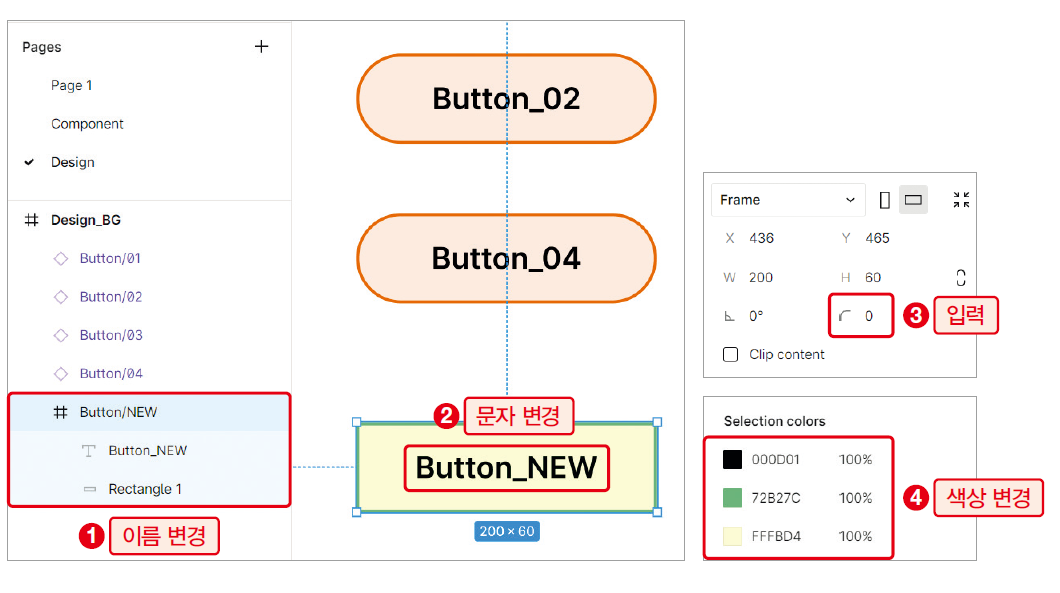 Pages
Page 1
Component
Design
Design_BG
Button/01
Button/02
Button/03
Button/04
Button/NEW
Button_NEW
Rectangle 1
1 이름 변경
Button_02
Button_04
2 문자 변경
Button_NEW
200 × 60
Frame
X 436 Y 465
W 200 H 60
0° 0
3 입력
Clip content
Selection colors
000D01 100%
72B27C 100%
FFFBD4 100%
4 색상 변경